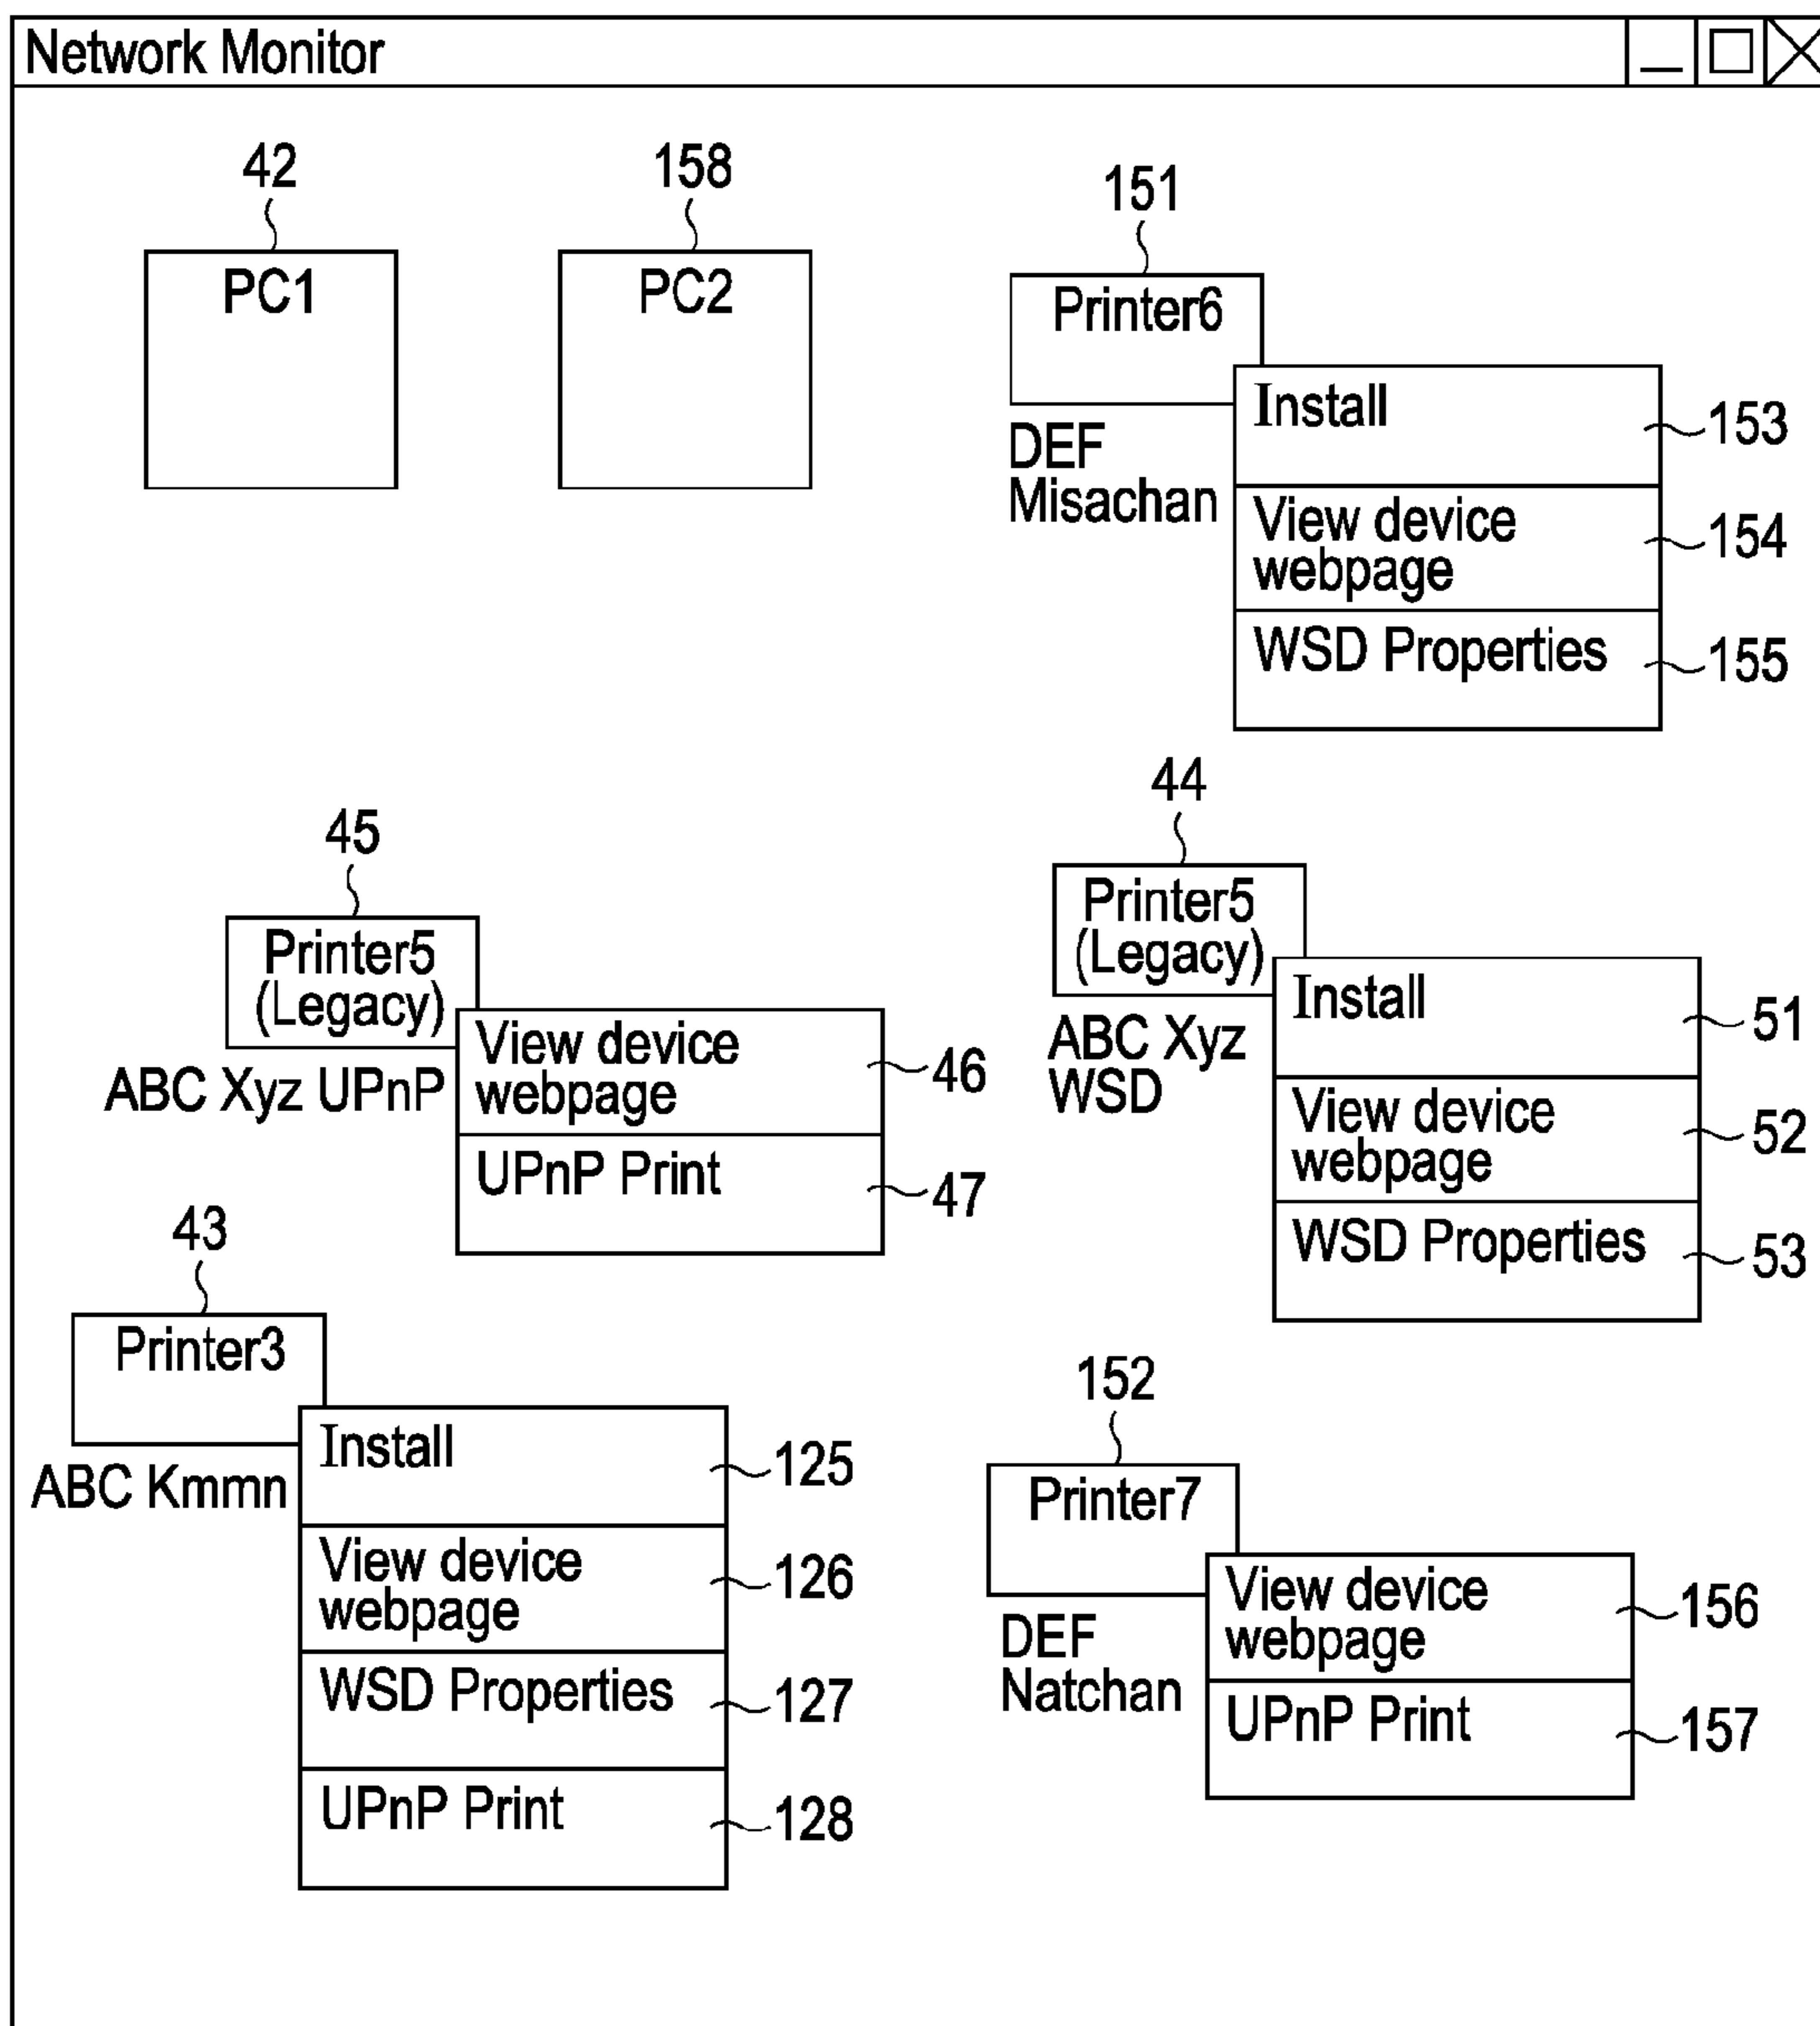 Network Monitor
42
PC1
158
PC2
151
Printer6
DEF
Misachan
Install
153
View device
webpage
154
WSD Properties
155
45
Printer5
(Legacy)
ABC Xyz UPnP
View device
webpage
46
UPnP Print
47
44
Printer5
(Legacy)
ABC Xyz
WSD
Install
51
View device
webpage
52
WSD Properties
53
43
Printer3
ABC Kmmn
Install
125
View device
webpage
126
WSD Properties
127
UPnP Print
128
152
Printer7
DEF
Natchan
View device
webpage
156
UPnP Print
157